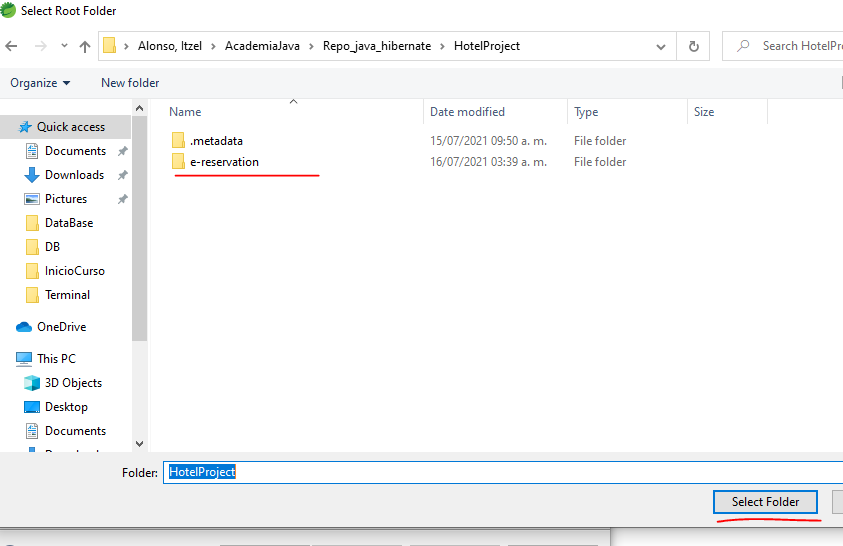 Select Root Folder
Alonso, Itzel > AcademiaJava > Repo_java_hibernate > HotelProject
Search HotelPr
Organize
New folder
Name
Date modified
Type
Size
.metadata
15/07/2021 09:50 a. m.
File folder
e-reservation
16/07/2021 03:39 a. m.
File folder
Quick access
Documents
Downloads
Pictures
DataBase
DB
InicioCurso
Terminal
OneDrive
This PC
3D Objects
Desktop
Documents
Folder:
HotelProject
Select Folder